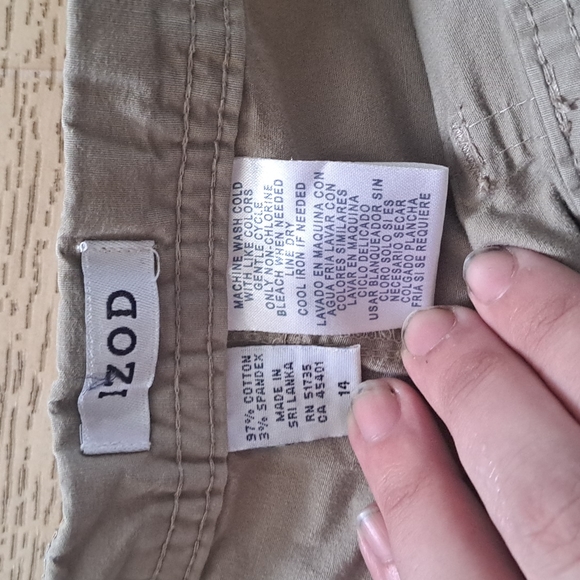 IZOD
MACHINE WASH COLD
WITH LIKE COLORS
GENTLE CYCLE
ONLY NON-CHLORINE
BLEACH WHEN NEEDED
LINE DRY
COOL IRON IF NEEDED
LAVADO EN MAQUINA CON
AGUA FRIA LAVAR CON
COLORES SIMILARES
LAVE EN MAQUINA
CICLO DELICADO
USAR BLANQUEADOR SIN
CLORO SOLO SI ES
NECESARIO SECAR
COLGADO PLANCHA
FRIA SI SE REQUIERE
97% COTTON
3% SPANDEX
MADE IN
SRI LANKA
RN 51735
CA 45401
14